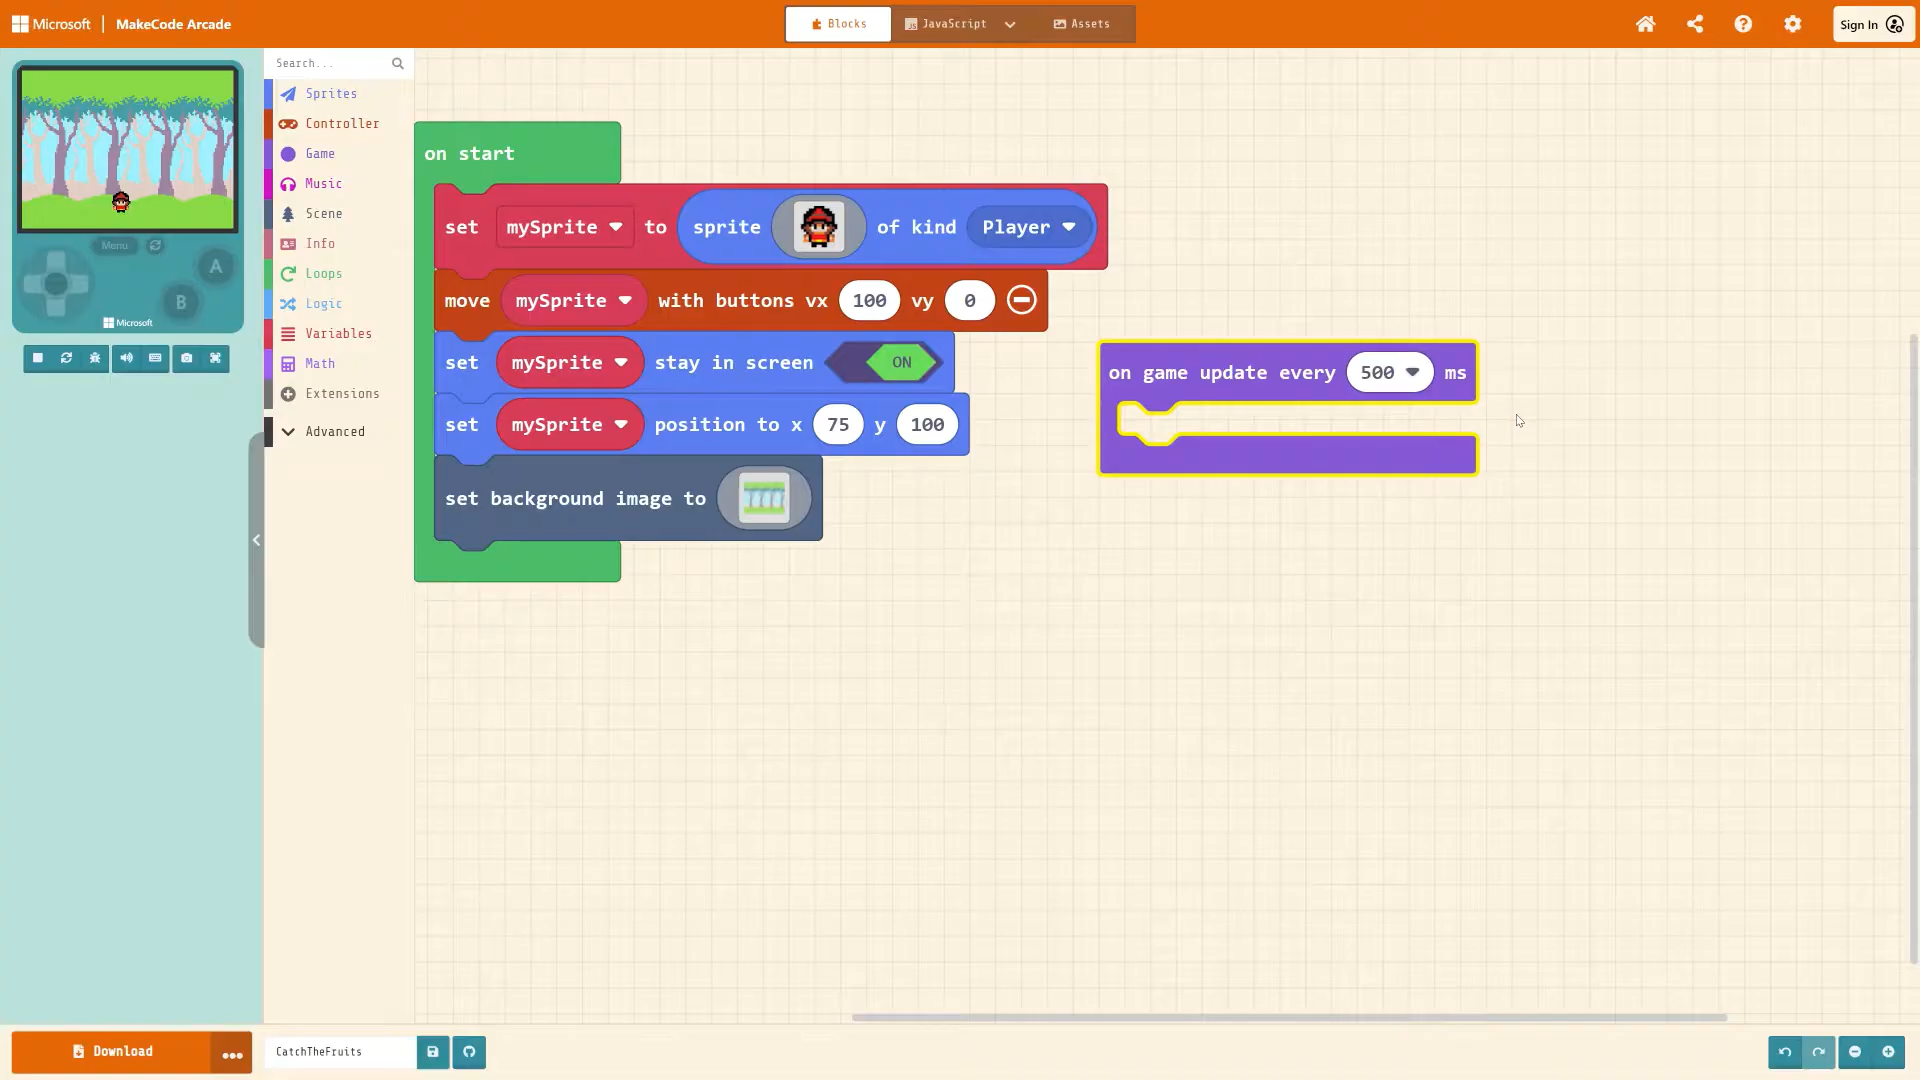 Microsoft | MakeCode Arcade
Blocks
JavaScript
Assets
Sign In
Search...
Sprites
Controller
Game
Music
Scene
Info
Loops
Logic
Variables
Math
Extensions
Advanced
Menu
A
B
Microsoft
on start
set mySprite to sprite of kind Player
move mySprite with buttons vx 100 vy 0
set mySprite stay in screen ON
set mySprite position to x 75 y 100
set background image to
on game update every 500 ms
Download
...
CatchTheFruits